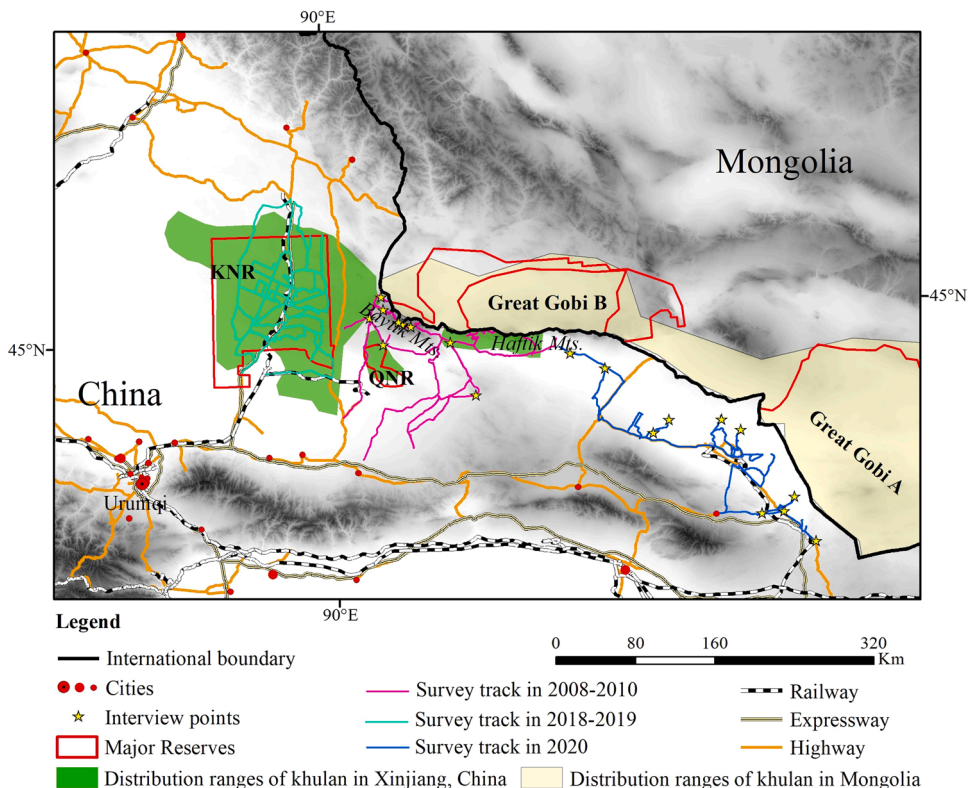 90°E
Mongolia
KNR
Great Gobi B
45°N
Baytik Mts.
Haftik Mts.
45°N
QNR
China
Great Gobi A
Urumqi
90°E
Legend
International boundary
Cities
Interview points
Major Reserves
Distribution ranges of khulan in Xinjiang, China
Survey track in 2008-2010
Survey track in 2018-2019
Survey track in 2020
Distribution ranges of khulan in Mongolia
0 80 160 320
Km
Railway
Expressway
Highway